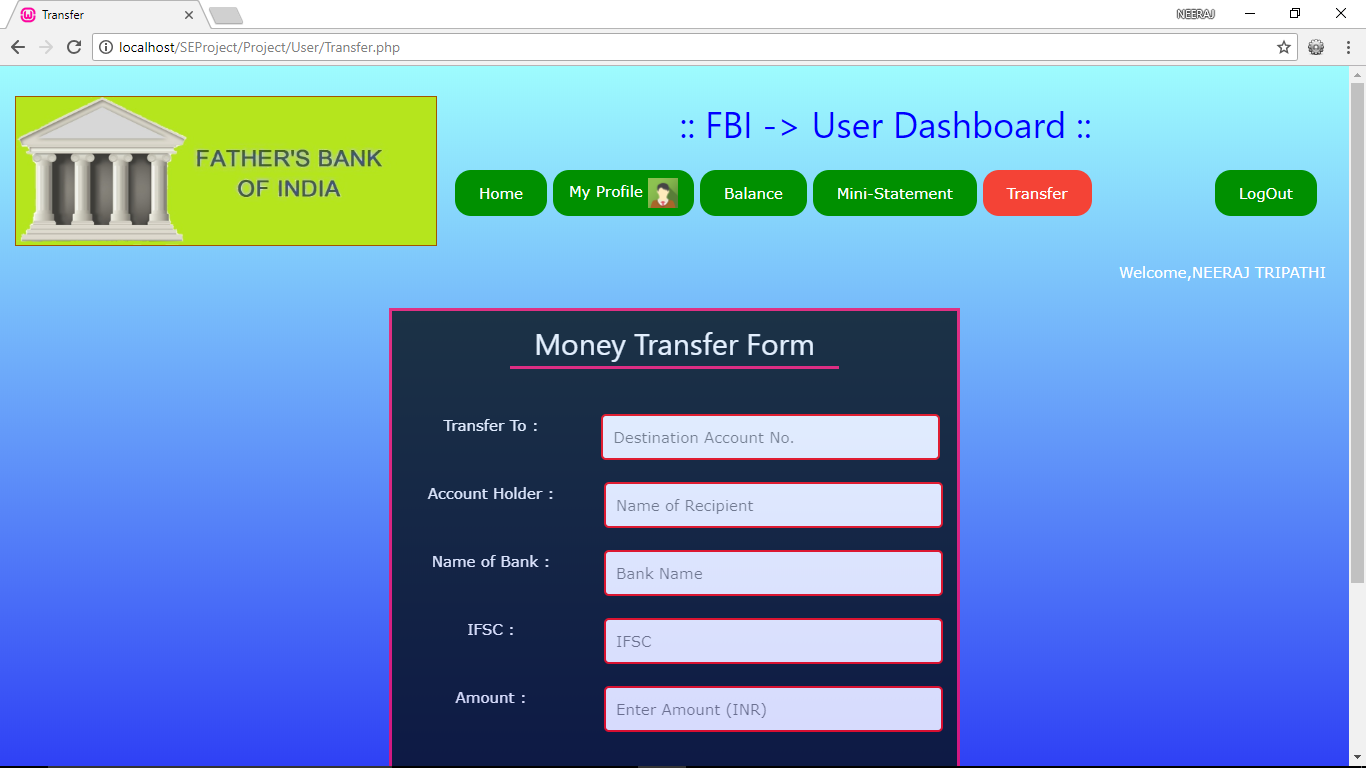 Transfer
NEERAJ
localhost/SEProject/Project/User/Transfer.php
FATHER'S BANK
OF INDIA
:: FBI -> User Dashboard ::
Home
My Profile
Balance
Mini-Statement
Transfer
LogOut
Welcome,NEERAJ TRIPATHI
Money Transfer Form
Transfer To :
Destination Account No.
Account Holder :
Name of Recipient
Name of Bank :
Bank Name
IFSC :
IFSC
Amount :
Enter Amount (INR)